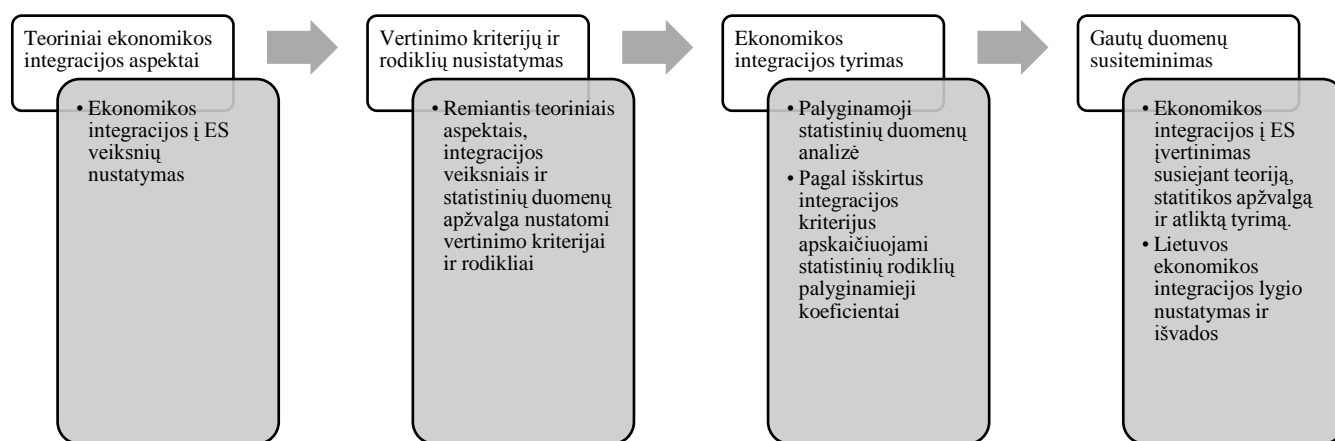 Teoriniai ekonomikos
integracijos aspektai
• Ekonomikos
integracijos į ES
veiksnių
nustatymas
Vertinimo kriterijų ir
rodiklių nusistatymas
• Remiantis teoriniais
aspektais,
integracijos
veiksniais ir
statistinių duomenų
apžvalga nustatomi
vertinimo kriterijai
ir rodikliai
Ekonomikos
integracijos tyrimas
• Palyginamoji
statistinių duomenų
analizė
• Pagal išskirtus
integracijos
kriterijus
apskaičiuojami
statistinių rodiklių
palyginamieji
koeficientai
Gautų duomenų
susiteminimas
• Ekonomikos
integracijos į ES
įvertinimas
susiejant teoriją,
statitikos apžvalgą
ir atliktą tyrimą.
• Lietuvos
ekonomikos
integracijos lygio
nustatymas ir
išvados